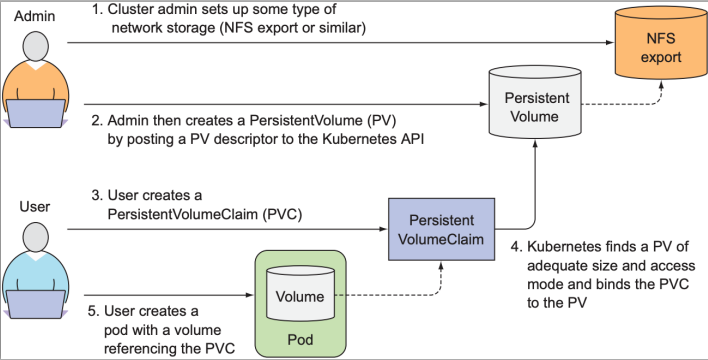 Admin
1. Cluster admin sets up some type of
network storage (NFS export or similar)
NFS
export
Persistent
Volume
2. Admin then creates a PersistentVolume (PV)
by posting a PV descriptor to the Kubernetes API
3. User creates a
PersistentVolumeClaim (PVC)
User
Persistent
VolumeClaim
4. Kubernetes finds a PV of
adequate size and access
mode and binds the PVC
to the PV
Volume
Pod
5. User creates a
pod with a volume
referencing the PVC